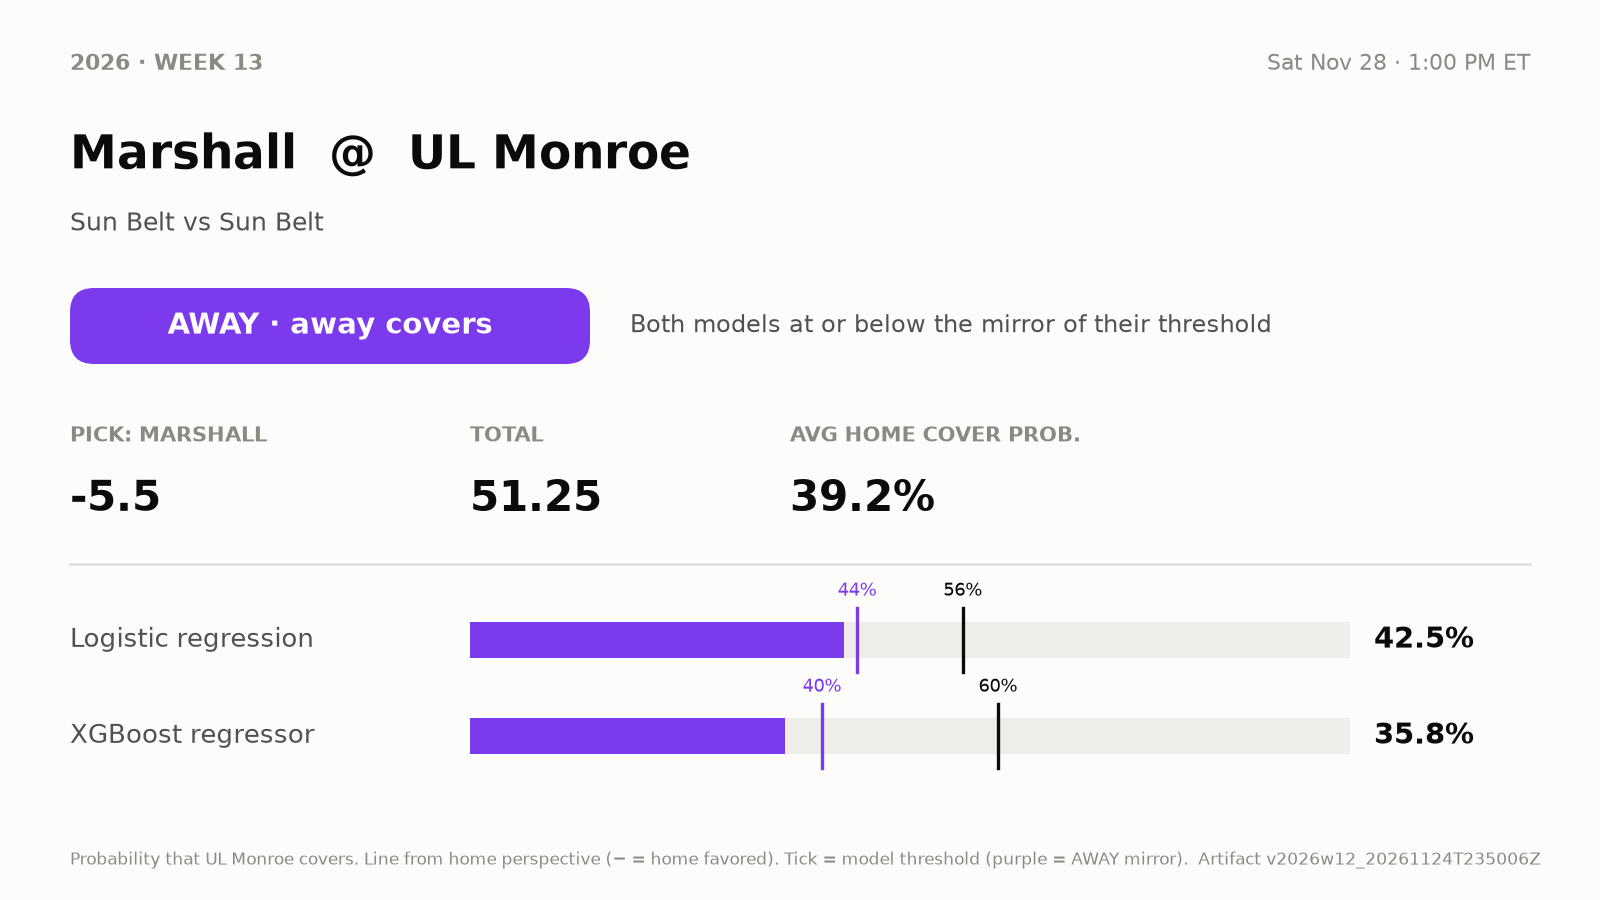 2026 · WEEK 13
Sat Nov 28 · 1:00 PM ET
Marshall @ UL Monroe
Sun Belt vs Sun Belt
AWAY · away covers
Both models at or below the mirror of their threshold
PICK: MARSHALL
TOTAL
AVG HOME COVER PROB.
-5.5
51.25
39.2%
44%
56%
Logistic regression
42.5%
40%
60%
XGBoost regressor
35.8%
Probability that UL Monroe covers. Line from home perspective (− = home favored). Tick = model threshold (purple = AWAY mirror). Artifact v2026w12_20261124T235006Z